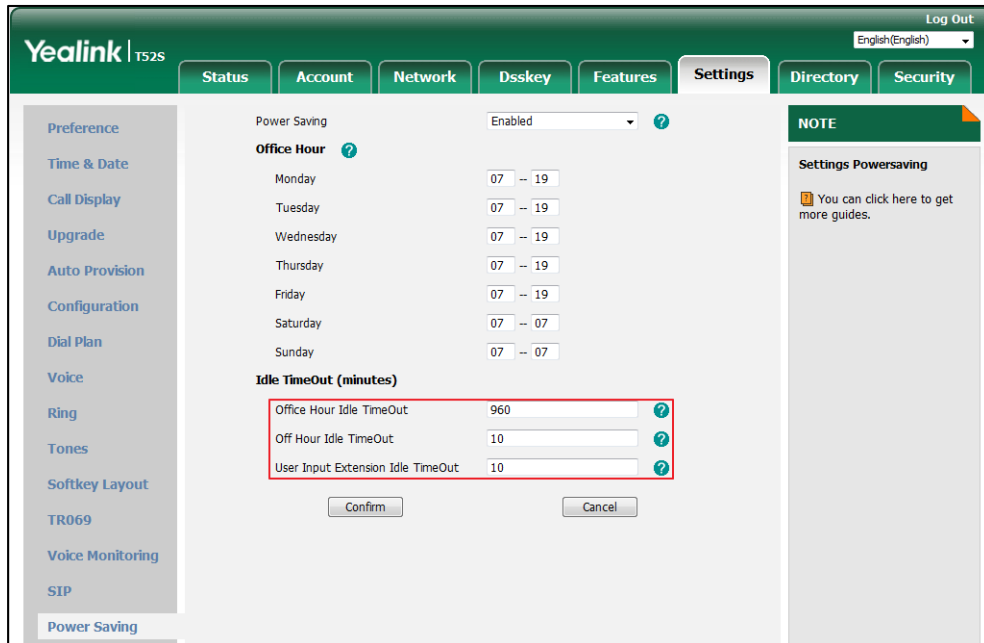 Log Out
Yealink | T52S
English(English)
Status Account Network Dsskey Features Settings Directory Security
Preference
Time & Date
Call Display
Upgrade
Auto Provision
Configuration
Dial Plan
Voice
Ring
Tones
Softkey Layout
TR069
Voice Monitoring
SIP
Power Saving
Power Saving Enabled ?
Office Hour ?
Monday 07 -- 19
Tuesday 07 -- 19
Wednesday 07 -- 19
Thursday 07 -- 19
Friday 07 -- 19
Saturday 07 -- 07
Sunday 07 -- 07
Idle TimeOut (minutes)
Office Hour Idle TimeOut 960 ?
Off Hour Idle TimeOut 10 ?
User Input Extension Idle TimeOut 10 ?
Confirm Cancel
NOTE
Settings Powersaving
? You can click here to get
more guides.